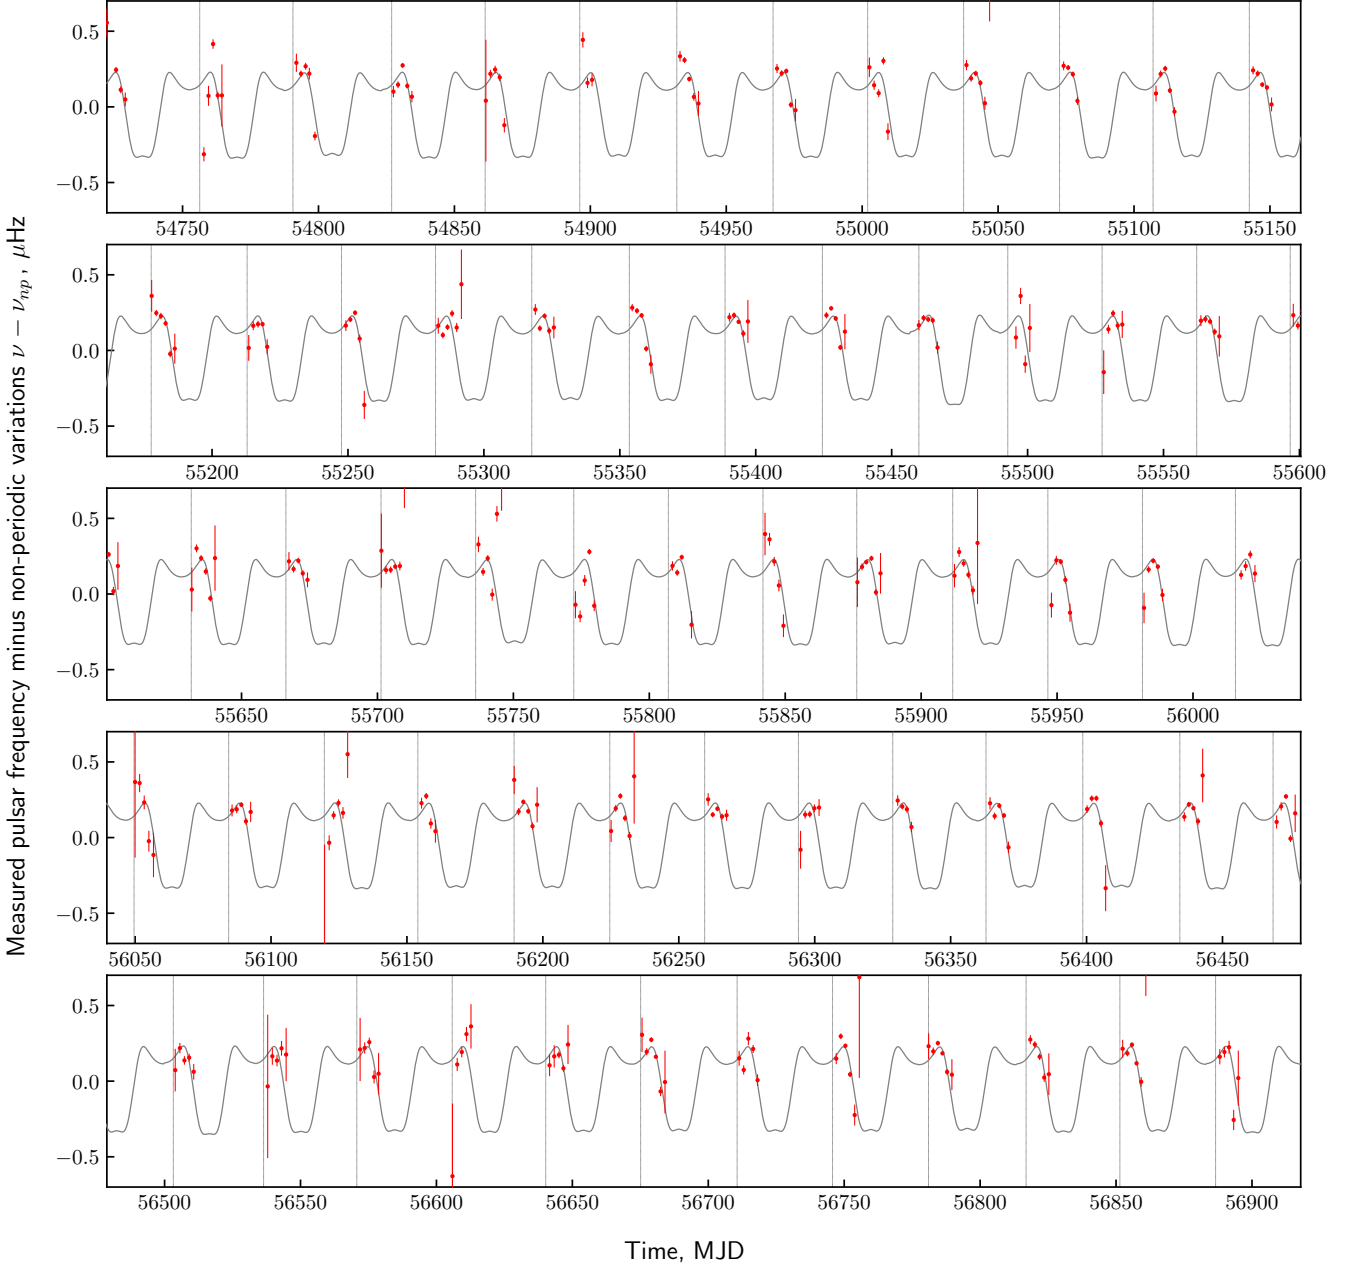 Measured pulsar frequency minus non-periodic variations ν − νₙₚ, μHz
0.5
0.0
−0.5
54750 54800 54850 54900 54950 55000 55050 55100 55150
0.5
0.0
−0.5
55200 55250 55300 55350 55400 55450 55500 55550 55600
0.5
0.0
−0.5
55650 55700 55750 55800 55850 55900 55950 56000
0.5
0.0
−0.5
56050 56100 56150 56200 56250 56300 56350 56400 56450
0.5
0.0
−0.5
56500 56550 56600 56650 56700 56750 56800 56850 56900
Time, MJD